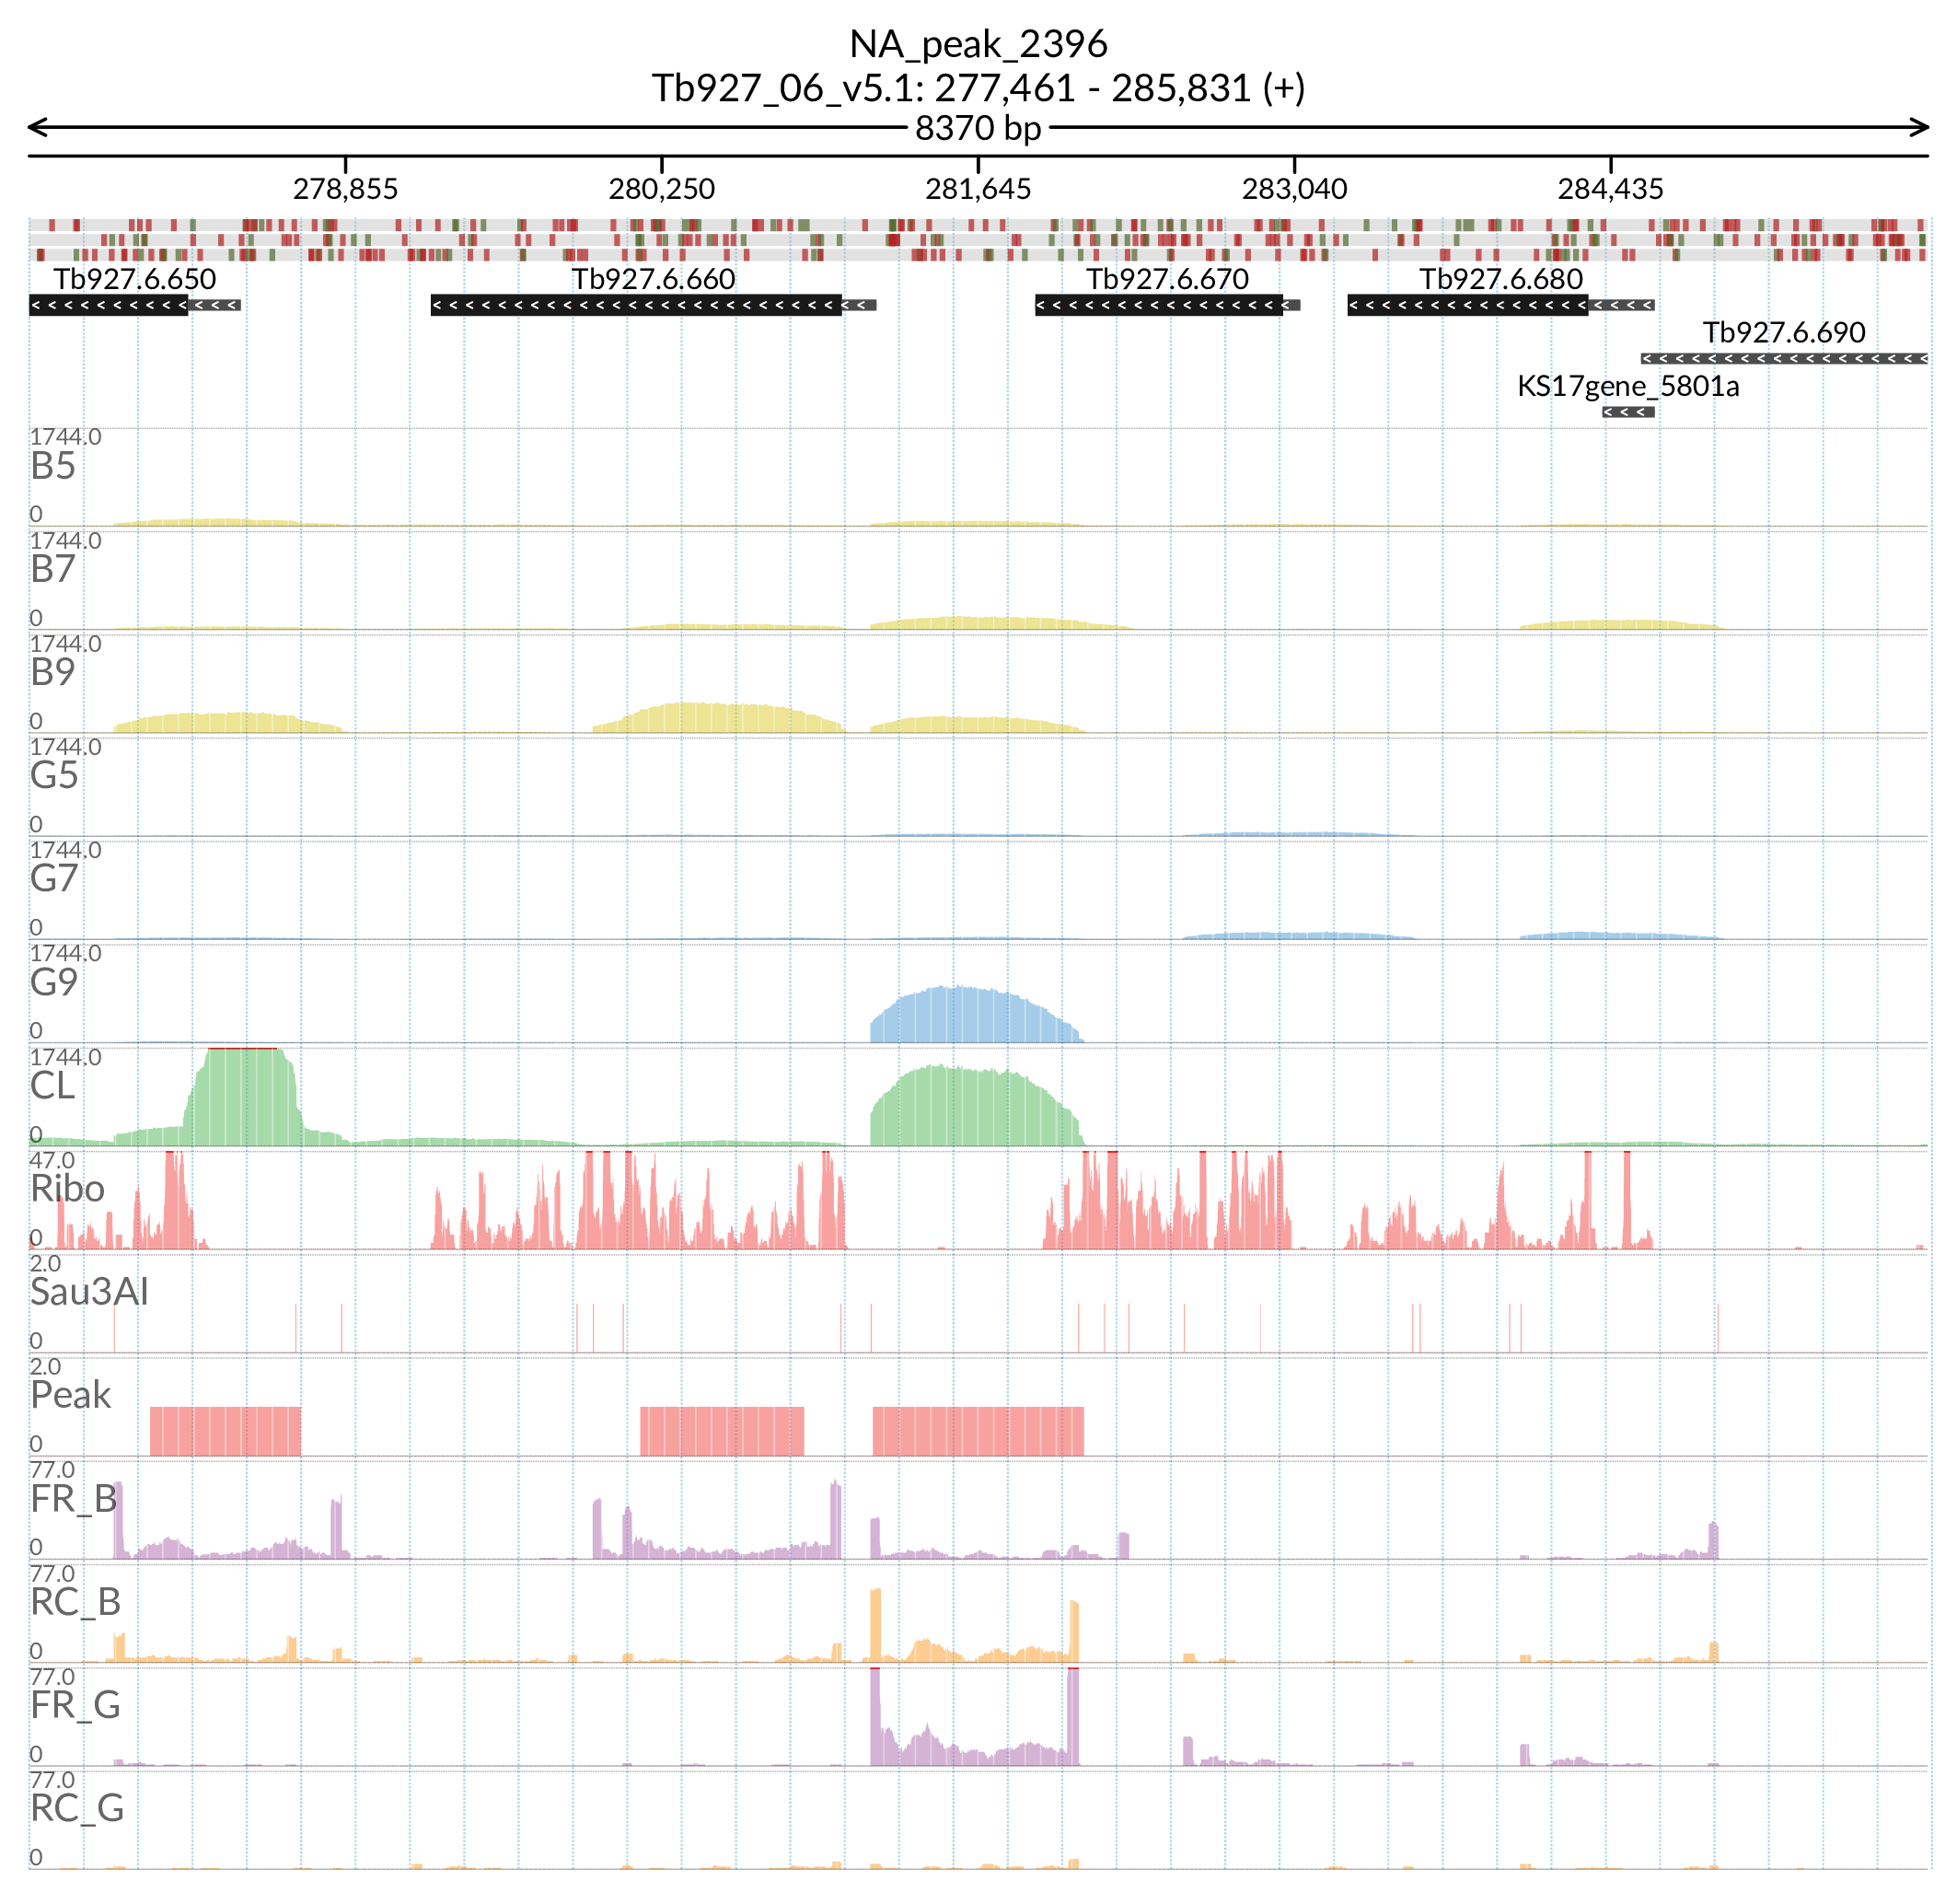 NA_peak_2396
Tb927_06_v5.1: 277,461 - 285,831 (+)
8370 bp
278,855 280,250 281,645 283,040 284,435
Tb927.6.650 Tb927.6.660 Tb927.6.670 Tb927.6.680
Tb927.6.690
KS17gene_5801a
1744.0
B5
0
1744.0
B7
0
1744.0
B9
0
1744.0
G5
0
1744.0
G7
0
1744.0
G9
0
1744.0
CL
0
47.0
Ribo
0
2.0
Sau3AI
0
2.0
Peak
0
77.0
FR_B
0
77.0
RC_B
0
77.0
FR_G
0
77.0
RC_G
0